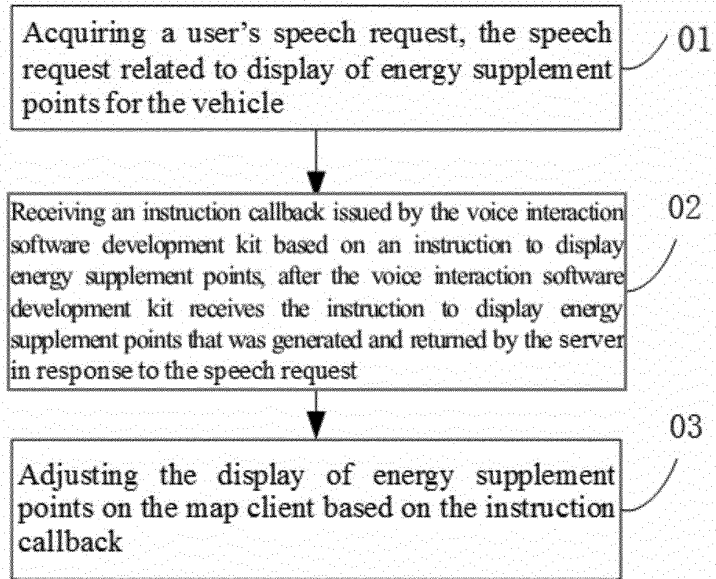 Acquiring a user's speech request, the speech
request related to display of energy supplement
points for the vehicle
01
Receiving an instruction callback issued by the voice interaction
software development kit based on an instruction to display
energy supplement points, after the voice interaction software
development kit receives the instruction to display energy
supplement points that was generated and returned by the server
in response to the speech request
02
Adjusting the display of energy supplement
points on the map client based on the instruction
callback
03